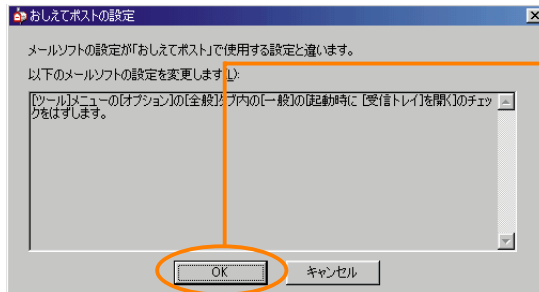 おしえてポストの設定
メールソフトの設定が「おしえてポスト」で使用する設定と違います。
以下のメールソフトの設定を変更します(L):
[ツール]メニューの[オプション]の[全般]タブ内の[一般]の[起動時に [受信トレイ]を開く]のチェッ
クをはずします。
OK
キャンセル